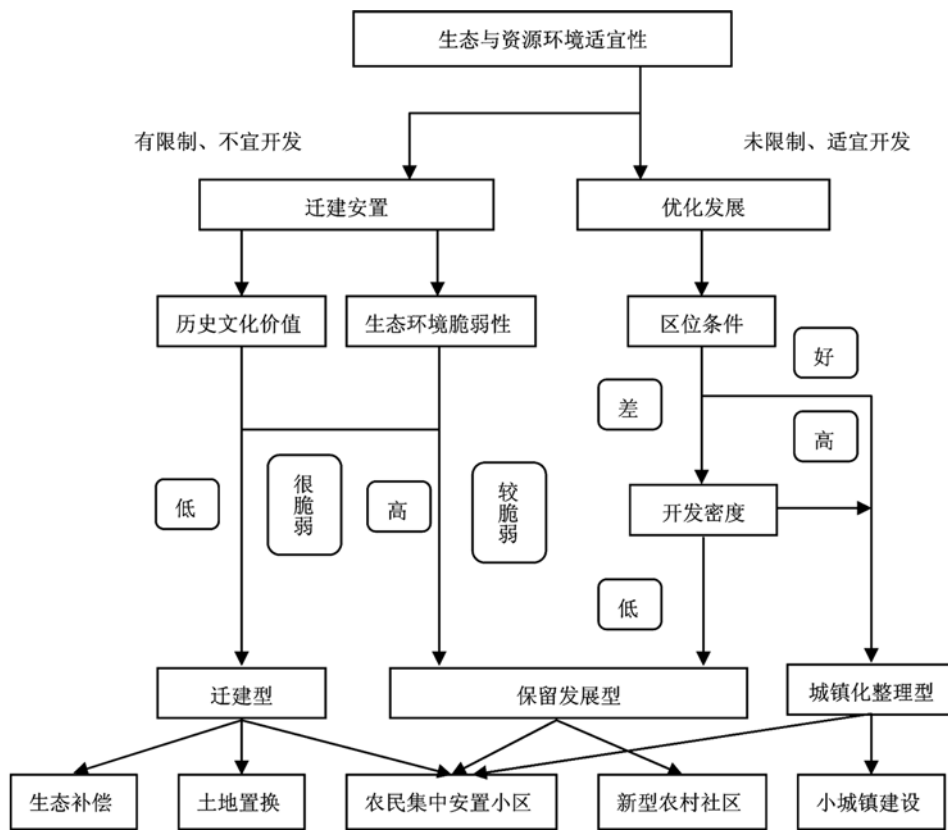 生态与资源环境适宜性
有限制、不宜开发
未限制、适宜开发
迁建安置
优化发展
历史文化价值
生态环境脆弱性
区位条件
好
差
高
低
很脆弱
高
较脆弱
开发密度
低
迁建型
保留发展型
城镇化整理型
生态补偿
土地置换
农民集中安置小区
新型农村社区
小城镇建设